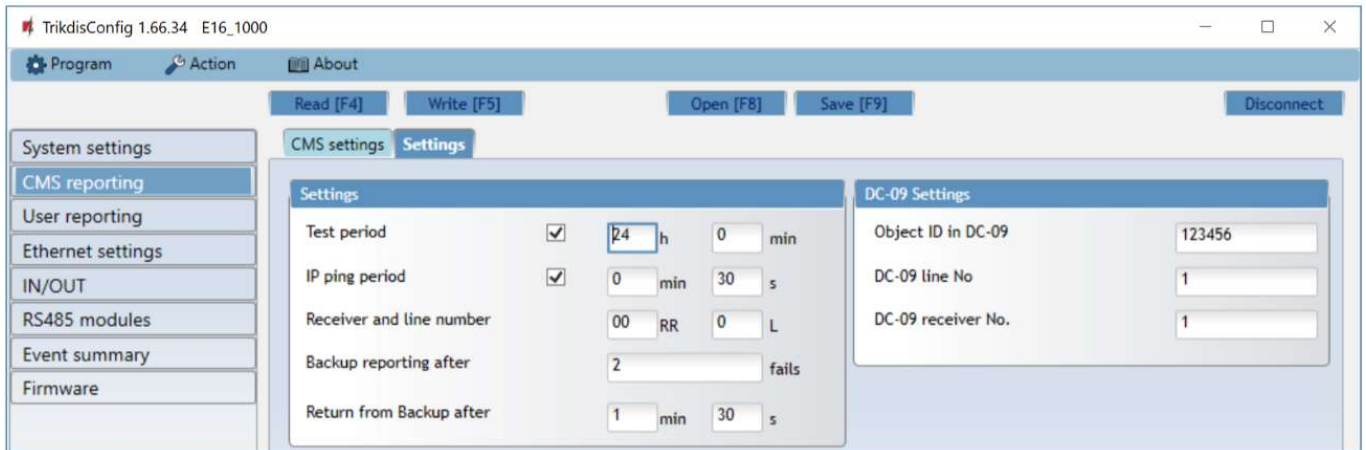 TrikdisConfig 1.66.34 E16_1000
Program Action About
Read [F4] Write [F5] Open [F8] Save [F9] Disconnect
System settings
CMS reporting
User reporting
Ethernet settings
IN/OUT
RS485 modules
Event summary
Firmware
CMS settings Settings
Settings
Test period 24 h 0 min
IP ping period 0 min 30 s
Receiver and line number 00 RR 0 L
Backup reporting after 2 fails
Return from Backup after 1 min 30 s
DC-09 Settings
Object ID in DC-09 123456
DC-09 line No 1
DC-09 receiver No. 1